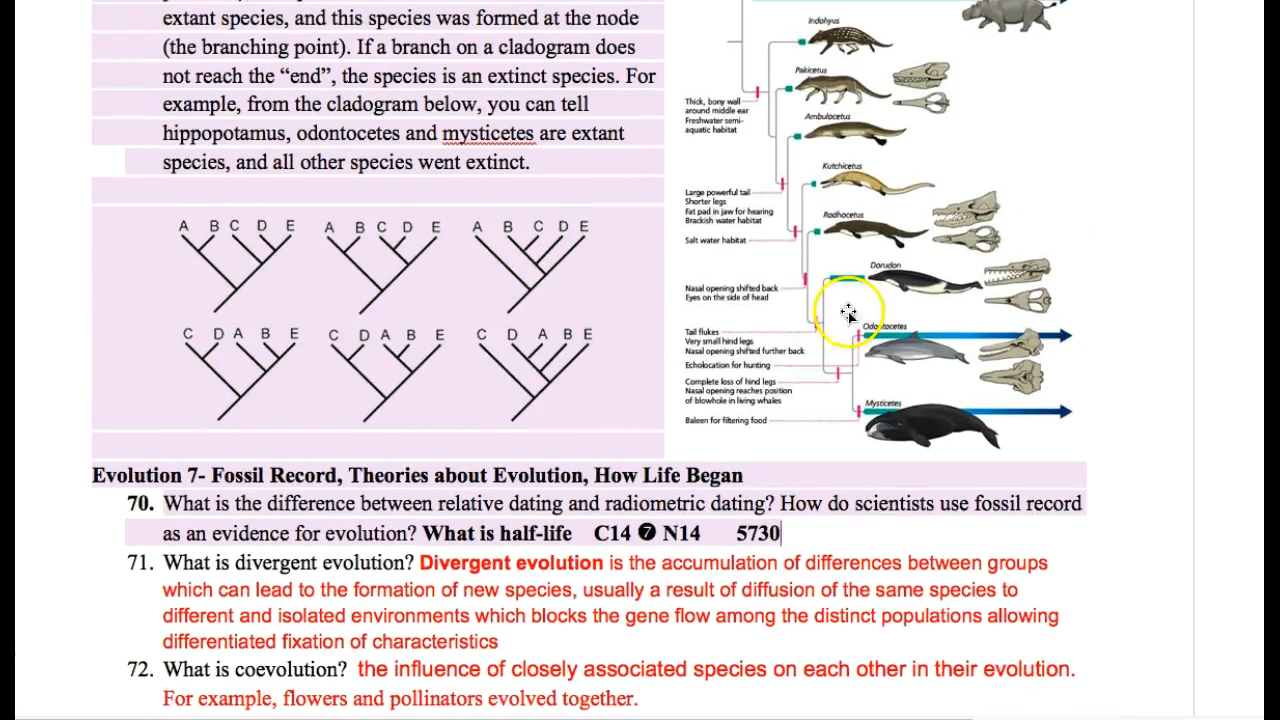 extant species, and this species was formed at the node
(the branching point). If a branch on a cladogram does
not reach the “end”, the species is an extinct species. For
example, from the cladogram below, you can tell
hippopotamus, odontocetes and mysticetes are extant
species, and all other species went extinct.
A B C D E A B C D E A B C D E
C D A B E C D A B E C D A B E
Indohyus
Pakicetus
Thick, bony wall
around middle ear
Freshwater semi-
aquatic habitat
Ambulocetus
Kutchicetus
Large powerful tail
Shorter legs
Fat pad in jaw for hearing
Brackish water habitat
Rodhocetus
Salt water habitat
Dorudon
Nasal opening shifted back
Eyes on the side of head
Odontocetes
Tail flukes
Very small hind legs
Nasal opening shifted further back
Echolocation for hunting
Complete loss of hind legs
Nasal opening reaches position
of blowhole in living whales
Mysticetes
Baleen for filtering food
Evolution 7- Fossil Record, Theories about Evolution, How Life Began
70. What is the difference between relative dating and radiometric dating? How do scientists use fossil record
as an evidence for evolution? What is half-life C14 ❼ N14 5730
71. What is divergent evolution? Divergent evolution is the accumulation of differences between groups
which can lead to the formation of new species, usually a result of diffusion of the same species to
different and isolated environments which blocks the gene flow among the distinct populations allowing
differentiated fixation of characteristics
72. What is coevolution? the influence of closely associated species on each other in their evolution.
For example, flowers and pollinators evolved together.